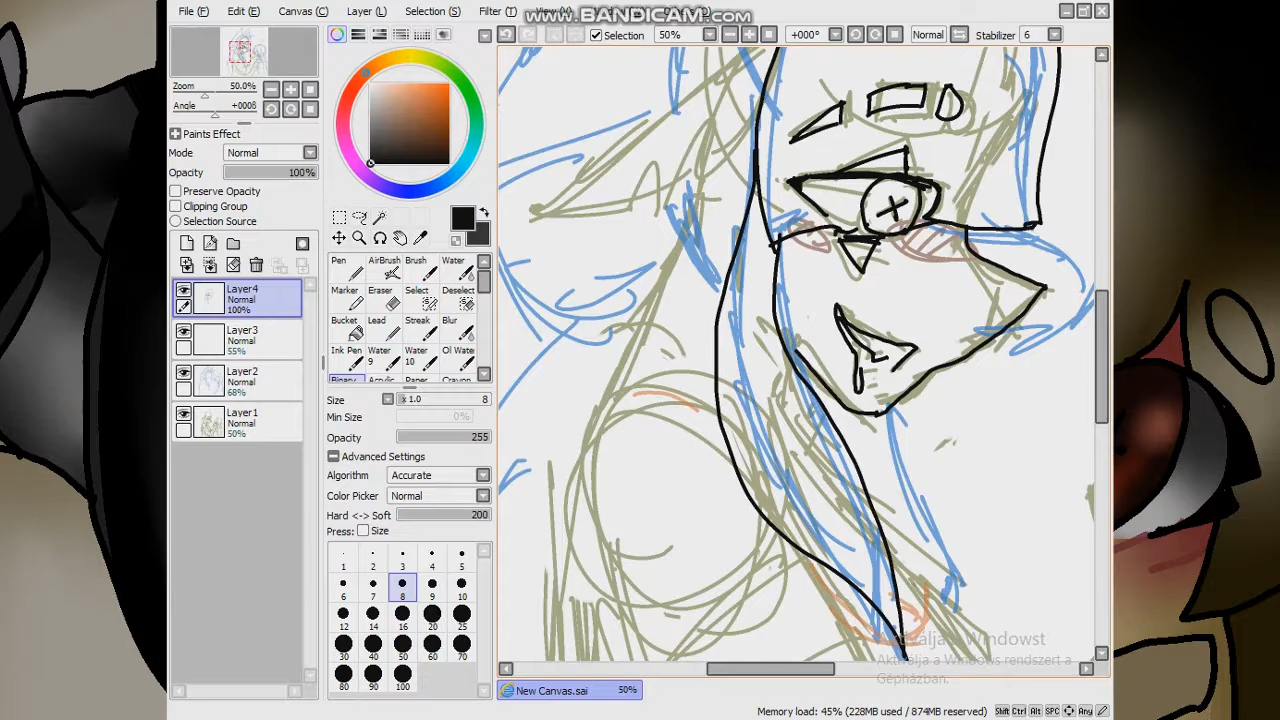 File (F) Edit (E) Canvas (C) Layer (L) Selection (S) Filter (T)
www.BANDICAM.com
Selection 50% +000° Normal Stabilizer 6
Zoom 50.0%
Angle +000ß
Paints Effect
Mode Normal
Opacity 100%
Preserve Opacity
Clipping Group
Selection Source
Layer4
Normal
100%
Layer3
Normal
55%
Layer2
Normal
68%
Layer1
Normal
50%
Pen AirBrush Brush Water
Marker Eraser Select Deselect
Bucket Lead Streak Blur
Ink Pen Water 9 Water 10 Oil Water
Binary Acrylic Paper Crayon
Size x 1.0 8
Min Size 0%
Opacity 255
Advanced Settings
Algorithm Accurate
Color Picker Normal
Hard <-> Soft 200
Press: Size
1 2 3 4 5
6 7 8 9 10
12 14 16 20 25
30 40 50 60 70
80 90 100
Aktiválja a Windowst
Aktiválja a Windows rendszert a
Gépházban.
New Canvas.sai 50%
Memory load: 45% (228MB used / 874MB reserved) Shift Ctrl Alt SPC Any